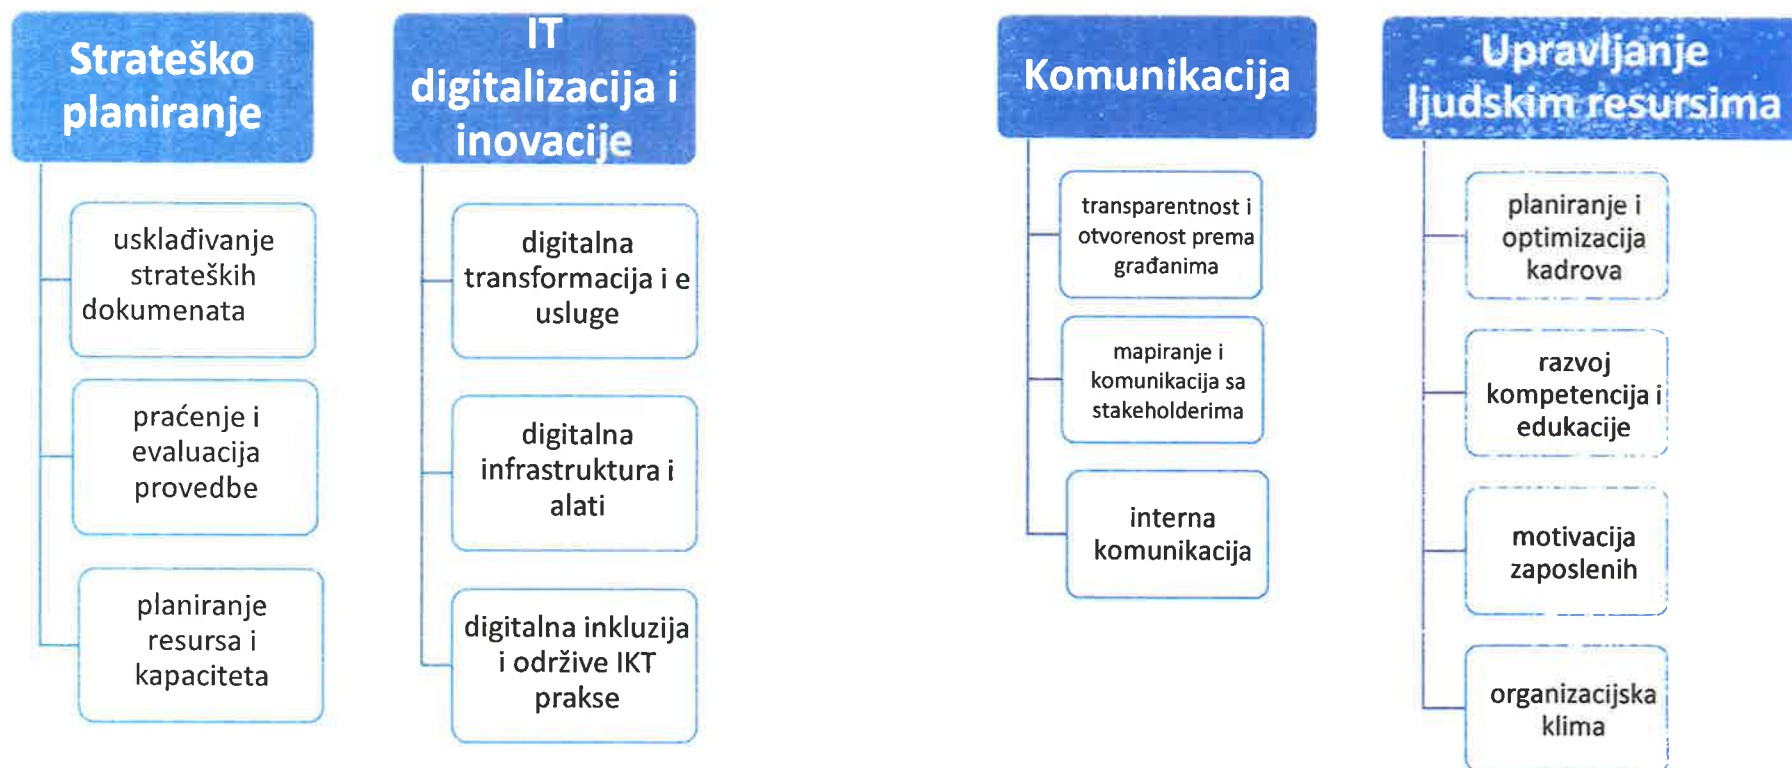 Strateško
planiranje
usklađivanje
strateških
dokumenata
praćenje i
evaluacija
provedbe
planiranje
resursa i
kapaciteta
IT
digitalizacija i
inovacije
digitalna
transformacija i e
usluge
digitalna
infrastruktura i
alati
digitalna inkluzija
i održive IKT
prakse
Komunikacija
transparentnost i
otvorenost prema
građanima
mapiranje i
komunikacija sa
stakeholderima
interna
komunikacija
Upravljanje
ljudskim resursima
planiranje i
optimizacija
kadrova
razvoj
kompetencija i
edukacije
motivacija
zaposlenih
organizacijska
klima